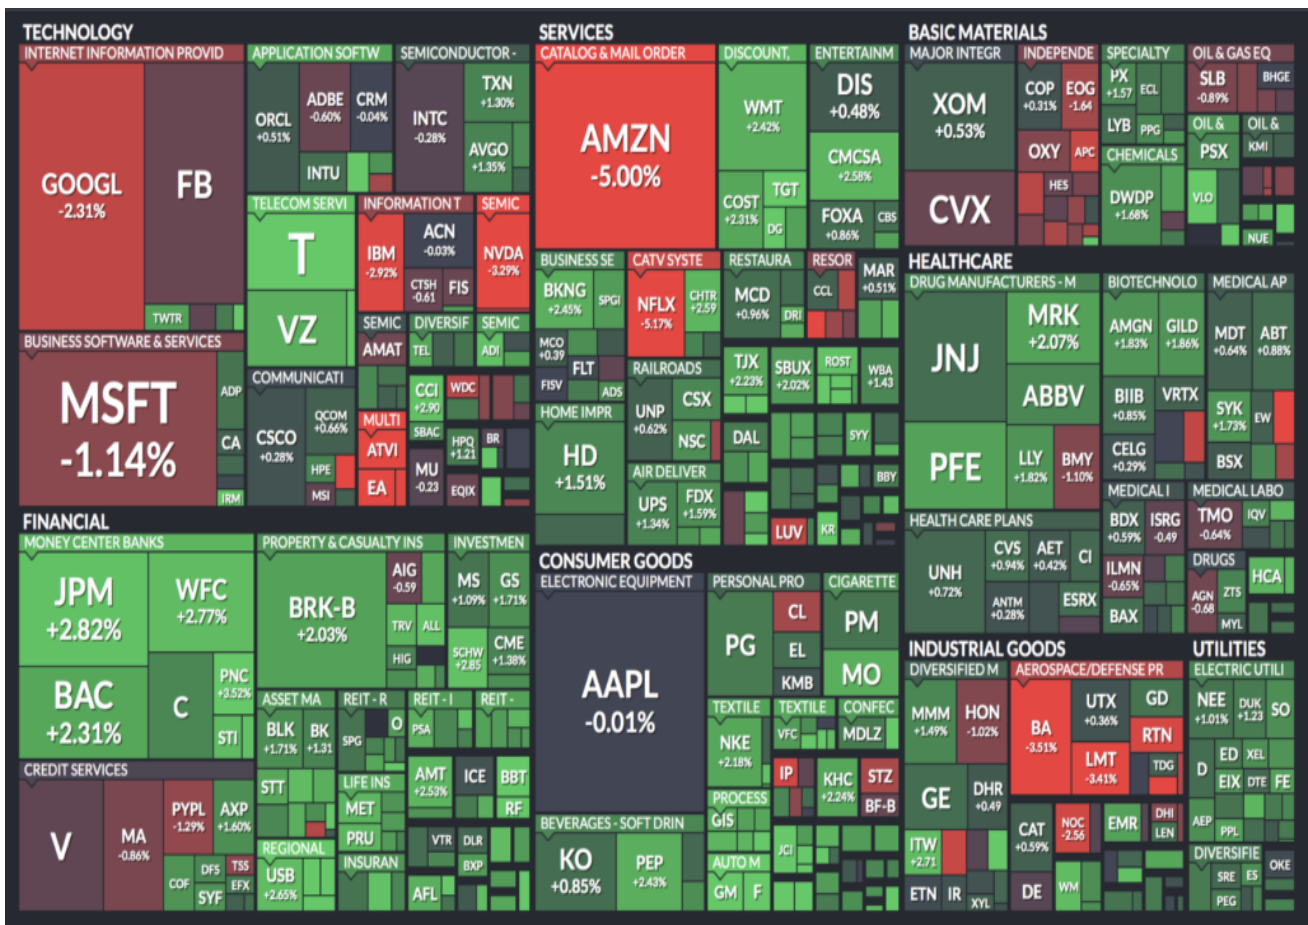 TECHNOLOGY
INTERNET INFORMATION PROVID
GOOGL
-2.31%
FB
TWTR
APPLICATION SOFTW
ORCL
+0.51%
ADBE
-0.60%
CRM
-0.04%
INTU
SEMICONDUCTOR -
INTC
-0.28%
TXN
+1.30%
AVGO
+1.35%
BUSINESS SOFTWARE & SERVICES
MSFT
-1.14%
ADP
CA
IRM
TELECOM SERVI
T
VZ
INFORMATION T
IBM
-2.92%
ACN
-0.03%
CTSH
-0.61
FIS
SEMIC
NVDA
-3.29%
COMMUNICATI
CSCO
+0.28%
QCOM
+0.66%
HPE
MSI
SEMIC
AMAT
DIVERSIF
TEL
SEMIC
ADI
MULTI
ATVI
EA
CCI
+2.90
SBAC
WDC
MU
-0.23
HPQ
+1.21
BR
EQIX
FINANCIAL
MONEY CENTER BANKS
JPM
+2.82%
WFC
+2.77%
BAC
+2.31%
C
PNC
+3.52%
STI
CREDIT SERVICES
V
MA
-0.86%
PYPL
-1.29%
AXP
+1.60%
COF
DFS
TSS
SYF
EFX
PROPERTY & CASUALTY INS
BRK-B
+2.03%
AIG
-0.59
TRV
ALL
HIG
INVESTMEN
MS
+1.09%
GS
+1.71%
SCHW
+2.85
CME
+1.38%
ASSET MA
BLK
+1.71%
BK
+1.31
STT
REIT - R
SPG
O
REIT - I
PSA
REIT -
LIFE INS
MET
PRU
AMT
+2.53%
ICE
BBT
RF
REGIONAL
USB
+2.65%
INSURAN
VTR
DLR
BXP
AFL
SERVICES
CATALOG & MAIL ORDER
AMZN
-5.00%
DISCOUNT,
WMT
+2.42%
COST
+2.31%
TGT
DG
ENTERTAINM
DIS
+0.48%
CMCSA
+2.58%
FOXA
+0.86%
CBS
BUSINESS SE
BKNG
+2.45%
SPGI
MCO
+0.39
FLT
FISV
ADS
CATV SYSTE
NFLX
-5.17%
CHTR
+2.59
RESTAURA
MCD
+0.96%
DRI
RESOR
CCL
MAR
+0.51%
HOME IMPR
HD
+1.51%
RAILROADS
UNP
+0.62%
CSX
NSC
TJX
+2.23%
SBUX
+2.02%
ROST
WBA
+1.43
AIR DELIVER
UPS
+1.34%
FDX
+1.59%
DAL
SYY
BBY
LUV
KR
CONSUMER GOODS
ELECTRONIC EQUIPMENT
AAPL
-0.01%
PERSONAL PRO
PG
CL
EL
KMB
CIGARETTE
PM
MO
BEVERAGES - SOFT DRIN
KO
+0.85%
PEP
+2.43%
TEXTILE
NKE
+2.18%
TEXTILE
VFC
CONFEC
MDLZ
PROCESS
GIS
IP
KHC
+2.24%
STZ
BF-B
AUTO M
GM
F
JCI
BASIC MATERIALS
MAJOR INTEGR
XOM
+0.53%
CVX
INDEPENDE
COP
+0.31%
EOG
-1.64
OXY
APC
HES
SPECIALTY
PX
+1.57
ECL
LYB
PPG
CHEMICALS
DWDP
+1.68%
OIL & GAS EQ
SLB
-0.89%
BHGE
OIL &
PSX
VLO
OIL &
KMI
NUE
HEALTHCARE
DRUG MANUFACTURERS - M
JNJ
MRK
+2.07%
ABBV
PFE
LLY
+1.82%
BMY
-1.10%
BIOTECHNOLO
AMGN
+1.83%
GILD
+1.86%
BIIB
+0.85%
VRTX
CELG
+0.29%
MEDICAL AP
MDT
+0.64%
ABT
+0.88%
SYK
+1.73%
EW
BSX
HEALTH CARE PLANS
UNH
+0.72%
CVS
+0.94%
AET
+0.42%
CI
ANTM
+0.28%
ESRX
MEDICAL I
BDX
+0.59%
ISRG
-0.49
ILMN
-0.65%
BAX
MEDICAL LABO
TMO
-0.64%
IQV
DRUGS
AGN
-0.68
ZTS
MYL
HCA
INDUSTRIAL GOODS
DIVERSIFIED M
MMM
+1.49%
HON
-1.02%
GE
DHR
+0.49
ITW
+2.71
ETN
IR
XYL
AEROSPACE/DEFENSE PR
BA
-3.51%
UTX
+0.36%
GD
LMT
-3.41%
RTN
TDG
CAT
+0.59%
NOC
-2.56
EMR
DHI
LEN
DE
WM
UTILITIES
ELECTRIC UTILI
NEE
+1.01%
DUK
+1.23
SO
D
ED
XEL
EIX
DTE
FE
AEP
PPL
DIVERSIFIE
SRE
ES
PEG
OKE